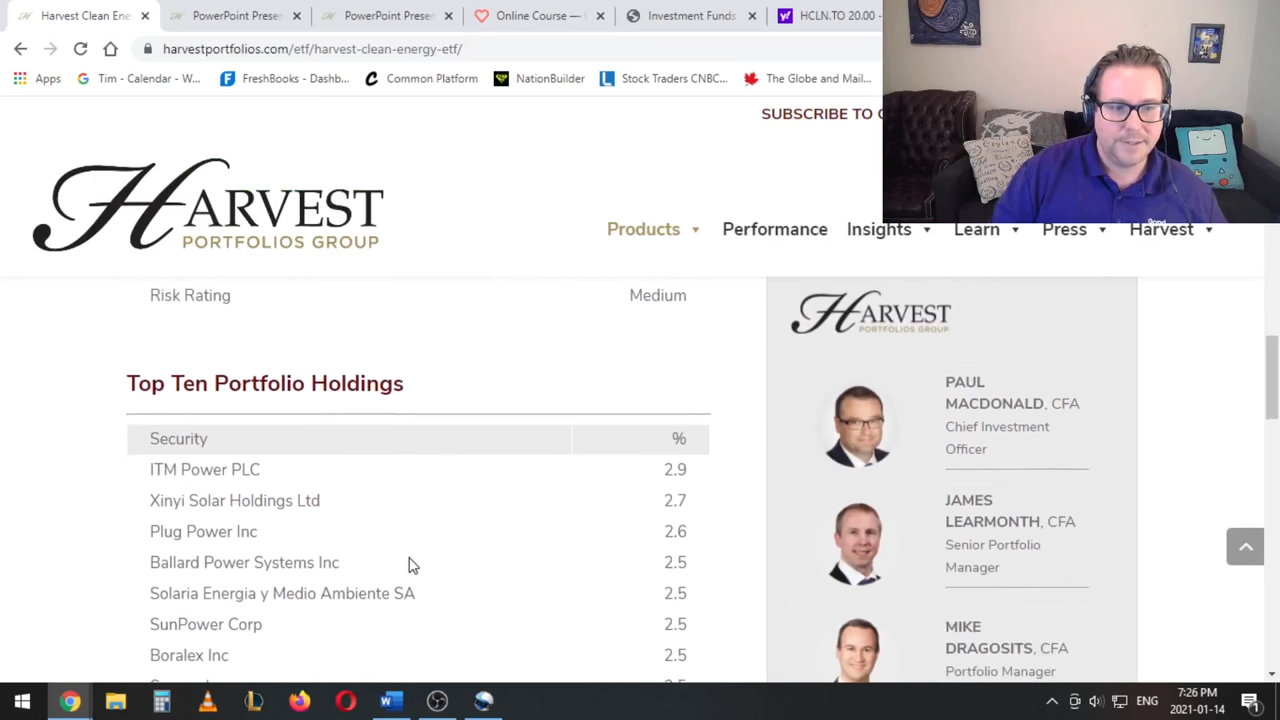 Harvest Clean Ene
PowerPoint Presen
PowerPoint Presen
Online Course —
Investment Funds
HCLN.TO 20.00
harvestportfolios.com/etf/harvest-clean-energy-etf/
Apps
Tim - Calendar - W...
FreshBooks - Dashb...
Common Platform
NationBuilder
Stock Traders CNBC...
The Globe and Mail...
SUBSCRIBE TO
HARVEST
PORTFOLIOS GROUP
Products
Performance
Insights
Learn
Press
Harvest
Risk Rating Medium
Top Ten Portfolio Holdings
Security %
ITM Power PLC 2.9
Xinyi Solar Holdings Ltd 2.7
Plug Power Inc 2.6
Ballard Power Systems Inc 2.5
Solaria Energia y Medio Ambiente SA 2.5
SunPower Corp 2.5
Boralex Inc 2.5
HARVEST
PORTFOLIOS GROUP
PAUL
MACDONALD, CFA
Chief Investment
Officer
JAMES
LEARMONTH, CFA
Senior Portfolio
Manager
MIKE
DRAGOSITS, CFA
Portfolio Manager
ENG
7:26 PM
2021-01-14